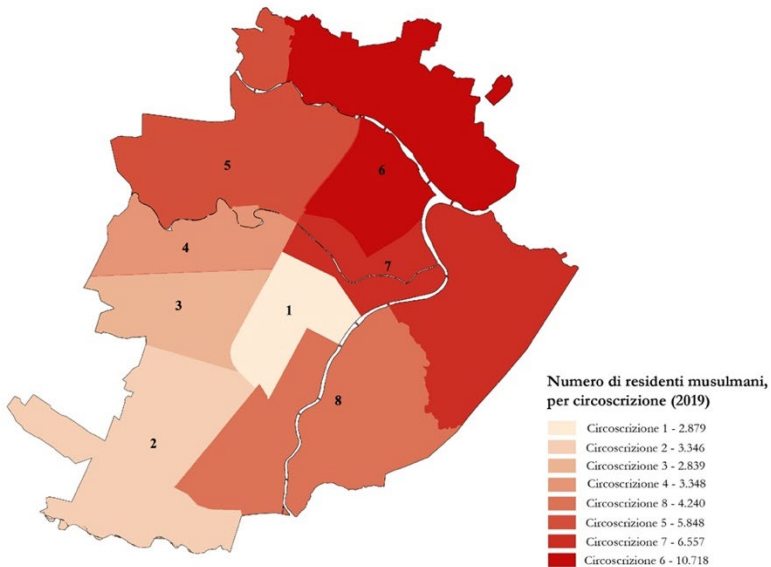 5
6
4
7
3
1
8
2
Numero di residenti musulmani,
per circoscrizione (2019)
Circoscrizione 1 - 2.879
Circoscrizione 2 - 3.346
Circoscrizione 3 - 2.839
Circoscrizione 4 - 3.348
Circoscrizione 8 - 4.240
Circoscrizione 5 - 5.848
Circoscrizione 7 - 6.557
Circoscrizione 6 - 10.718